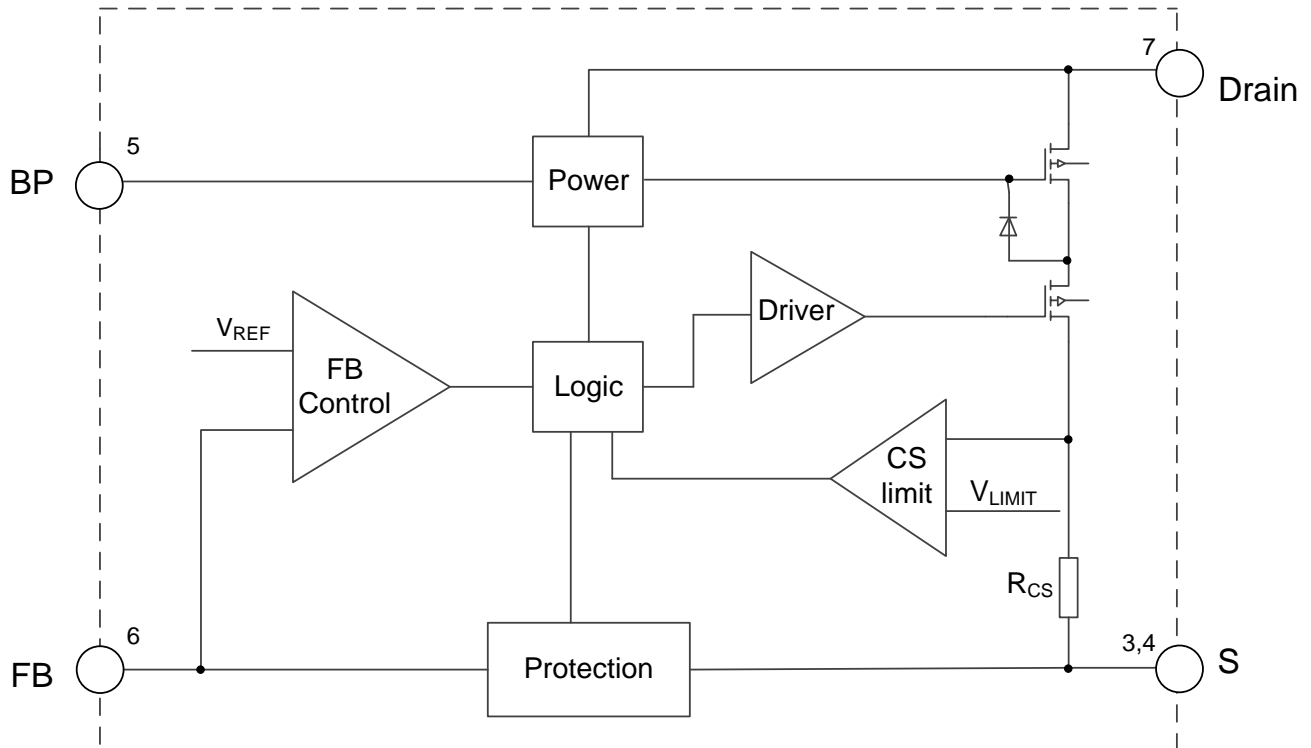 7
Drain
5
BP
Power
Driver
VREF
FB
Control
Logic
CS
limit
VLIMIT
RCS
6
FB
Protection
3,4
S